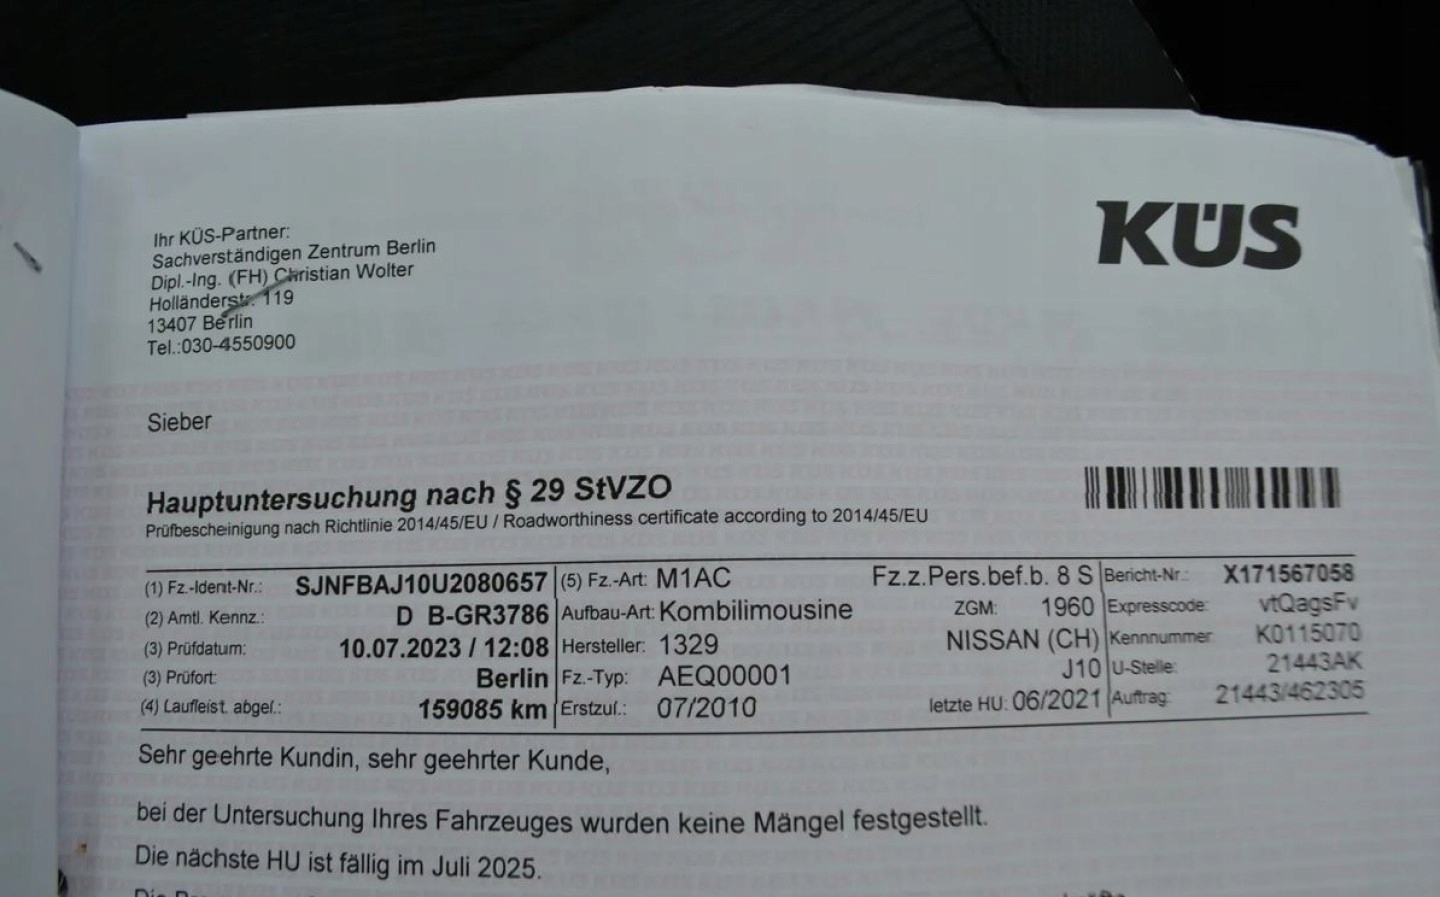 KÜS
Ihr KÜS-Partner:
Sachverständigen Zentrum Berlin
Dipl.-Ing. (FH) Christian Wolter
Holländerstr. 119
13407 Berlin
Tel.:030-4550900
Sieber
Hauptuntersuchung nach § 29 StVZO
Prüfbescheinigung nach Richtlinie 2014/45/EU / Roadworthiness certificate according to 2014/45/EU
(1) Fz.-Ident-Nr.: SJNFBAJ10U2080657 (5) Fz.-Art: M1AC Fz.z.Pers.bef.b. 8 S Bericht-Nr.: X171567058
(2) Amtl. Kennz.: D B-GR3786 Aufbau-Art: Kombilimousine ZGM: 1960 Expresscode: vtQagsFv
(3) Prüfdatum: 10.07.2023 / 12:08 Hersteller: 1329 NISSAN (CH) Kennnummer K0115070
(3) Prüfort: Berlin Fz.-Typ: AEQ00001 J10 U-Stelle: 21443AK
(4) Laufleist. abgel.: 159085 km Erstzul.: 07/2010 letzte HU: 06/2021 Auftrag: 21443/462305
Sehr geehrte Kundin, sehr geehrter Kunde,
bei der Untersuchung Ihres Fahrzeuges wurden keine Mängel festgestellt.
Die nächste HU ist fällig im Juli 2025.